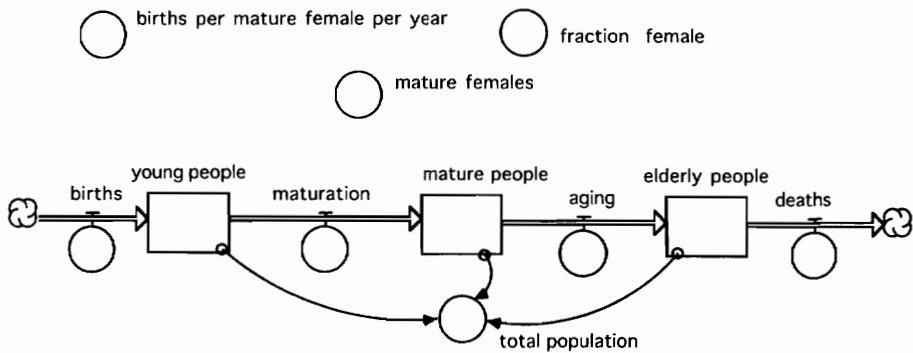 births per mature female per year
fraction female
mature females
young people
mature people
elderly people
births
maturation
aging
deaths
total population